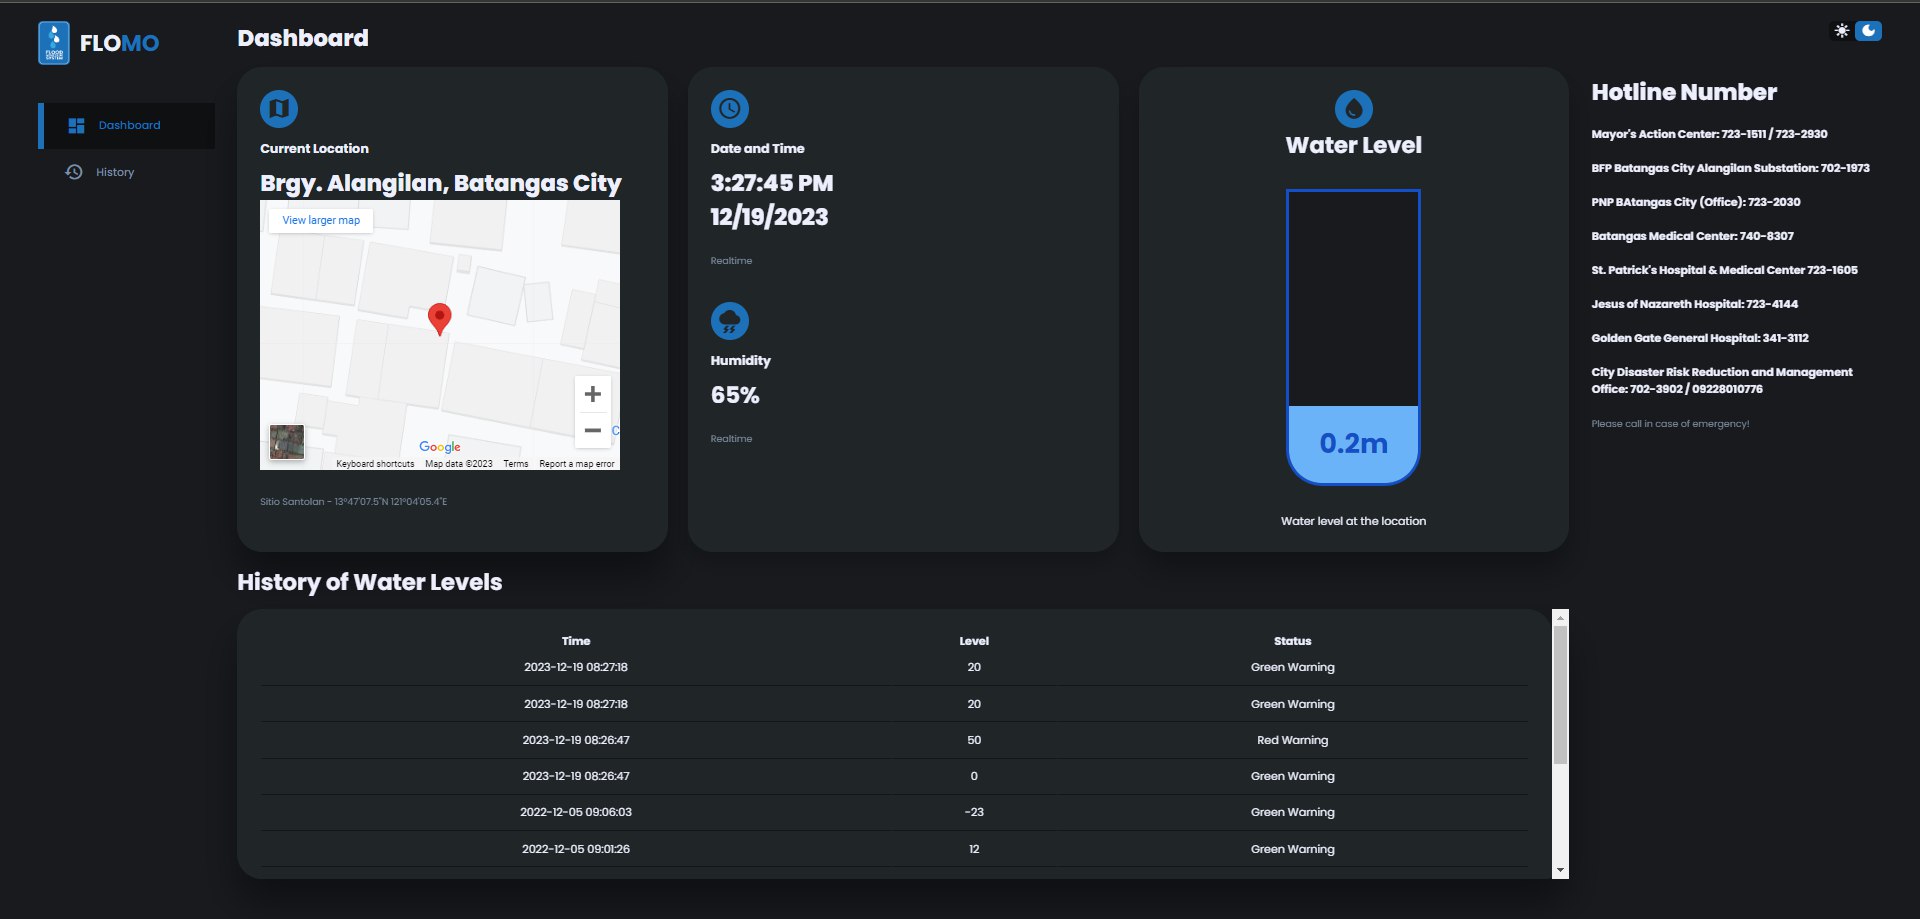 FLOMO
Dashboard
History
Dashboard
Current Location
Brgy. Alangilan, Batangas City
View larger map
Google
Keyboard shortcuts Map data ©2023 Terms Report a map error
Sitio Santolan - 13°47'07.5"N 121°04'05.4"E
Date and Time
3:27:45 PM
12/19/2023
Realtime
Humidity
65%
Realtime
Water Level
0.2m
Water level at the location
Hotline Number
Mayor's Action Center: 723-1511 / 723-2930
BFP Batangas City Alangilan Substation: 702-1973
PNP BAtangas City (Office): 723-2030
Batangas Medical Center: 740-8307
St. Patrick's Hospital & Medical Center 723-1605
Jesus of Nazareth Hospital: 723-4144
Golden Gate General Hospital: 341-3112
City Disaster Risk Reduction and Management
Office: 702-3902 / 09228010776
Please call in case of emergency!
History of Water Levels
Time Level Status
2023-12-19 08:27:18 20 Green Warning
2023-12-19 08:27:18 20 Green Warning
2023-12-19 08:26:47 50 Red Warning
2023-12-19 08:26:47 0 Green Warning
2022-12-05 09:06:03 -23 Green Warning
2022-12-05 09:01:26 12 Green Warning